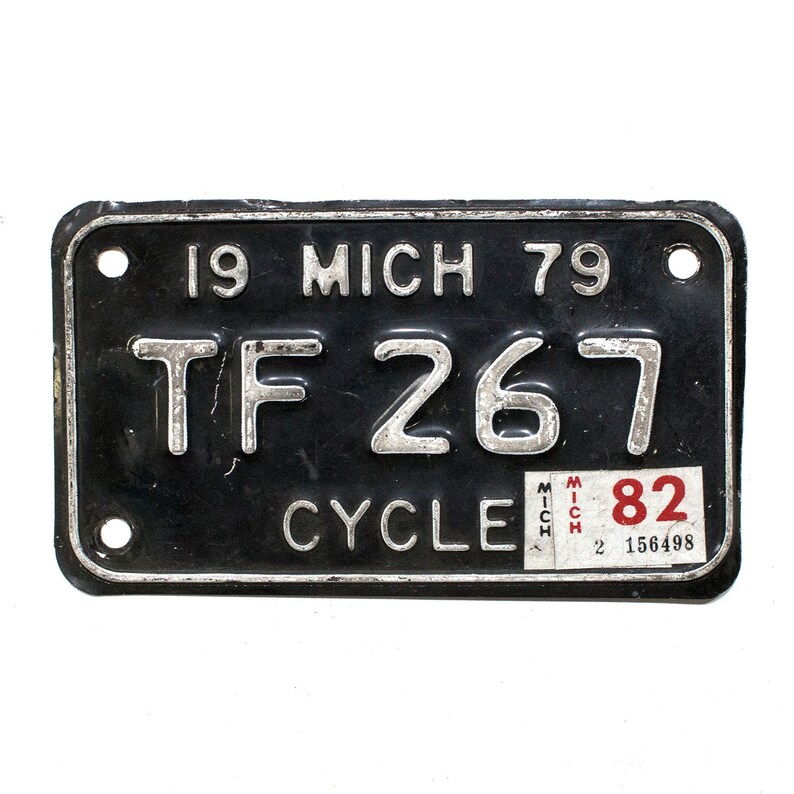 19 MICH 79
TF 267
CYCLE
MICH
MICH
82
2 156498